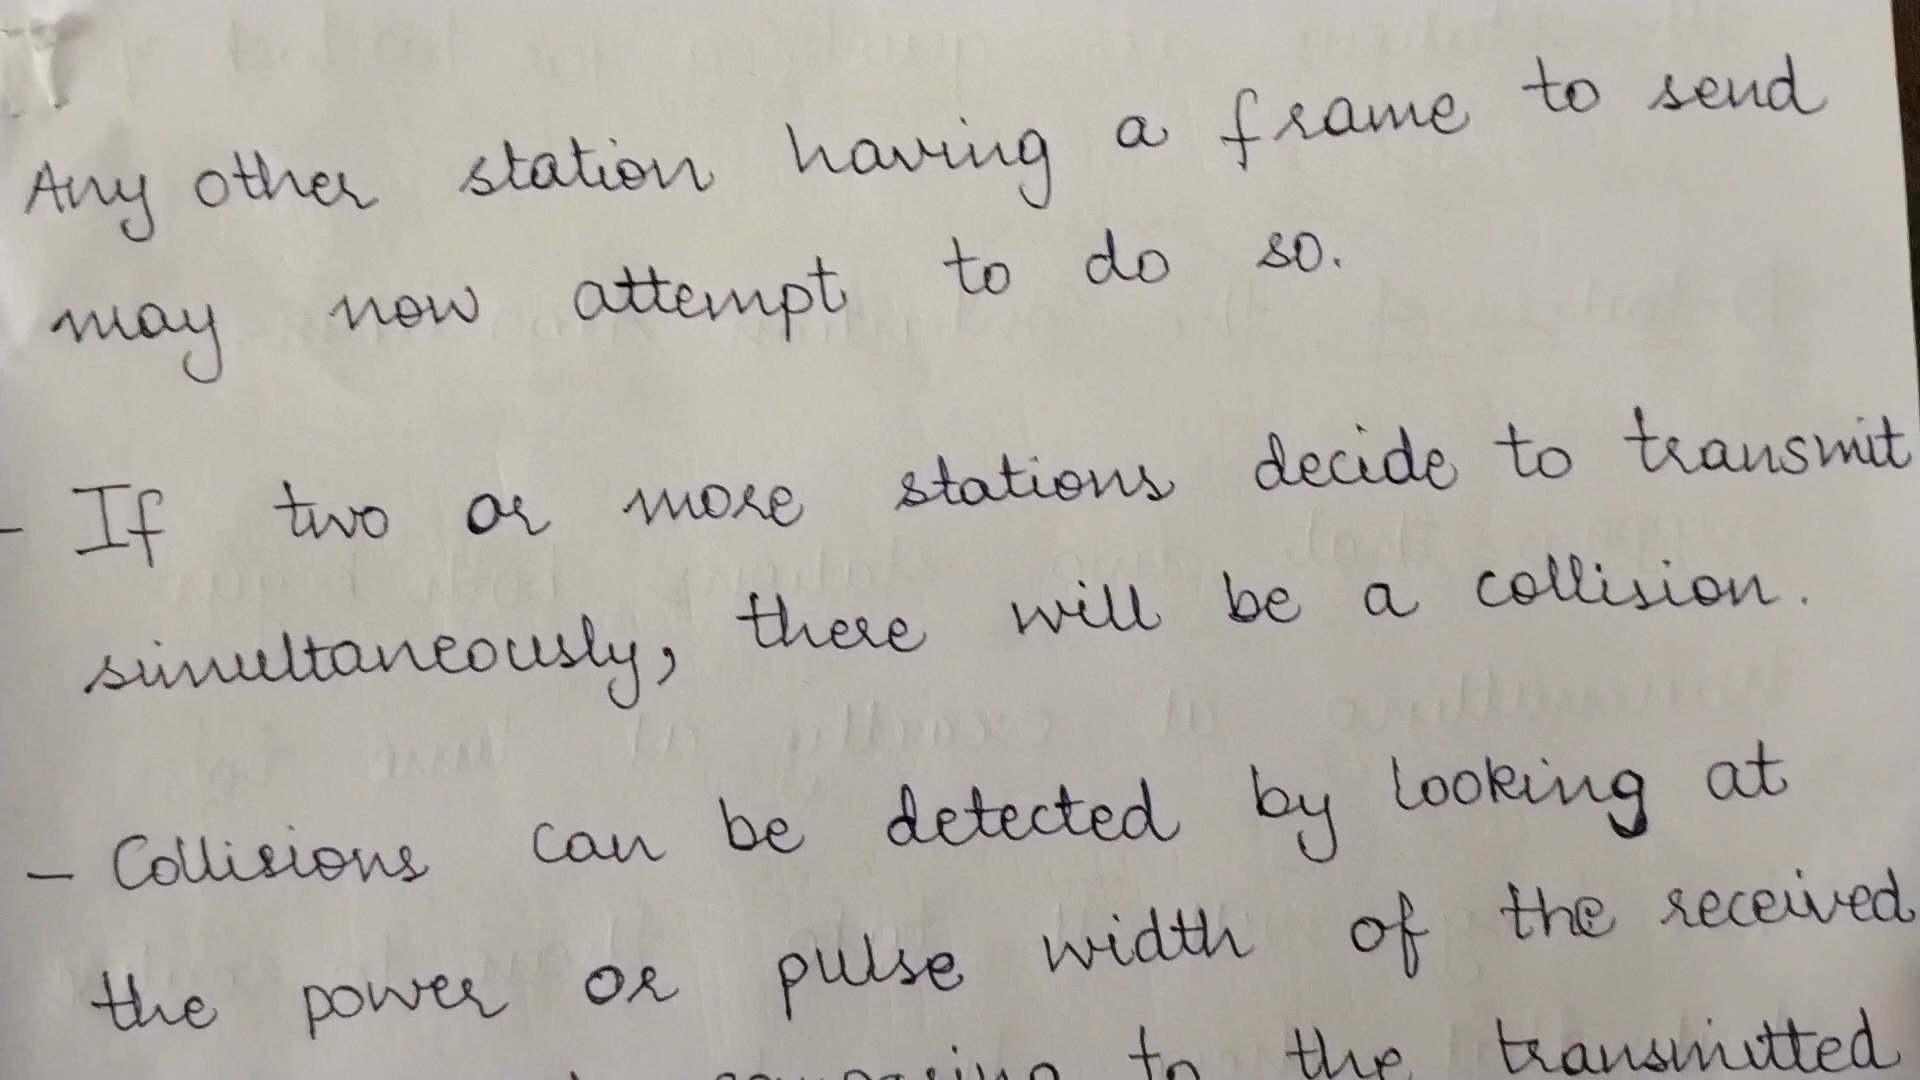 Any other station having a frame to send
may now attempt to do so.
- If two or more stations decide to transmit
simultaneously, there will be a collision.
- Collisions can be detected by looking at
the power or pulse width of the received
to the transmitted